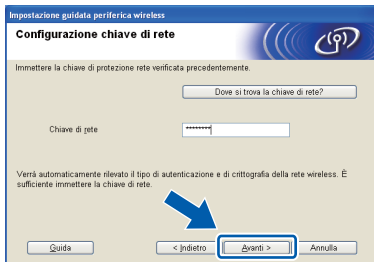 Impostazione guidata periferica wireless
Configurazione chiave di rete
Immettere la chiave di protezione rete verificata precedentemente.
Dove si trova la chiave di rete?
Chiave di rete
********
Verrà automaticamente rilevato il tipo di autenticazione e di crittografia della rete wireless. È
sufficiente immettere la chiave di rete.
Guida
< Indietro
Avanti >
Annulla